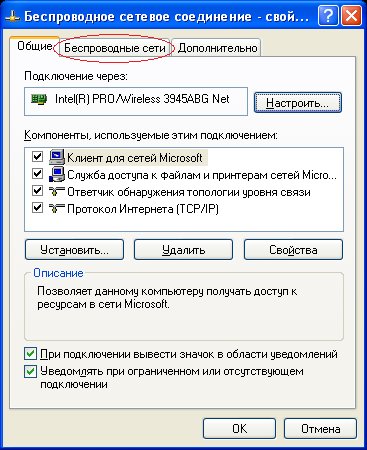 Беспроводное сетевое соединение - свой...
Общие
Беспроводные сети
Дополнительно
Подключение через:
Intel(R) PRO/Wireless 3945ABG Net
Настроить...
Компоненты, используемые этим подключением:
Клиент для сетей Microsoft
Служба доступа к файлам и принтерам сетей Micro...
Ответчик обнаружения топологии уровня связи
Протокол Интернета (TCP/IP)
Установить...
Удалить
Свойства
Описание
Позволяет данному компьютеру получать доступ к
ресурсам в сети Microsoft.
При подключении вывести значок в области уведомлений
Уведомлять при ограниченном или отсутствующем
подключении
OK
Отмена